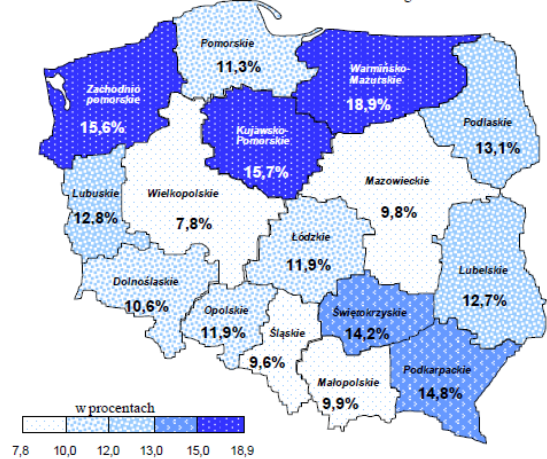 Pomorskie
11,3%
Warmińsko-
Mazurskie
18,9%
Zachodnio
pomorskie
15,6%
Podlaskie
13,1%
Kujawsko-
Pomorskie
15,7%
Lubuskie
12,8%
Wielkopolskie
7,8%
Mazowieckie
9,8%
Łódzkie
11,9%
Lubelskie
12,7%
Dolnośląskie
10,6%
Opolskie
11,9%
Śląskie
9,6%
Świętokrzyskie
14,2%
Małopolskie
9,9%
Podkarpackie
14,8%
w procentach
7,8 10,0 12,0 13,0 15,0 18,9